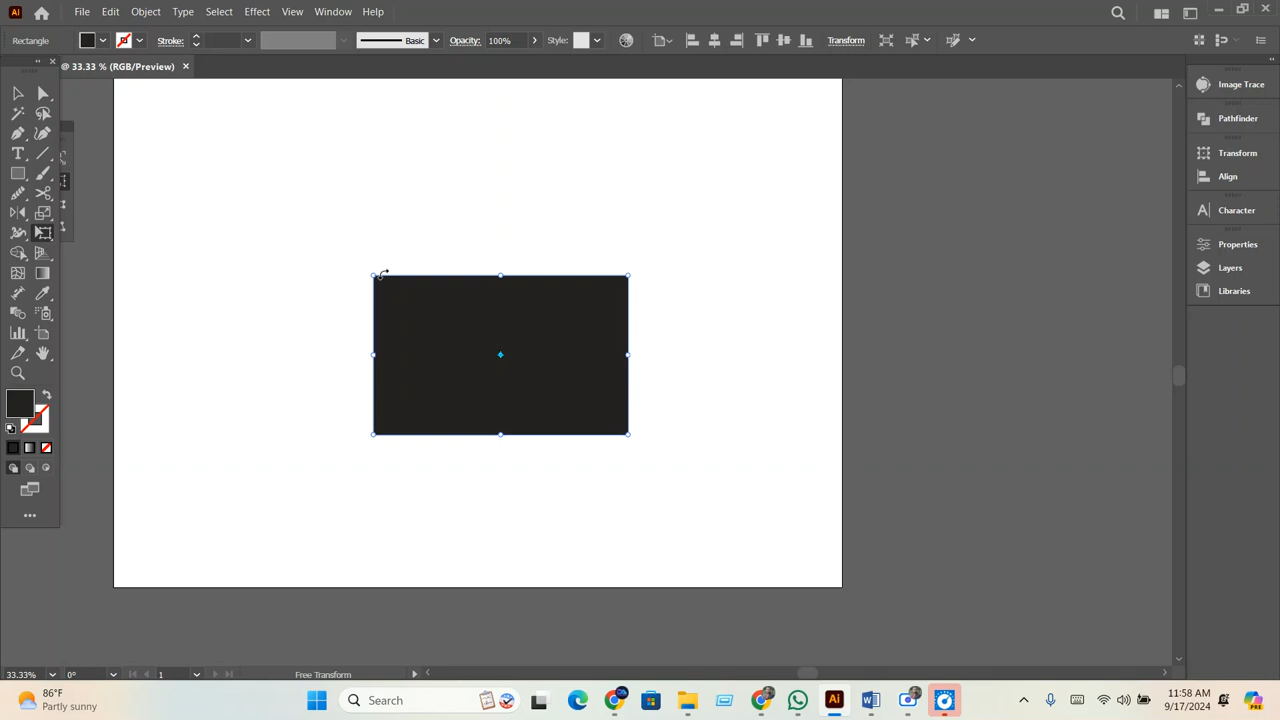 Ai File Edit Object Type Select Effect View Window Help
Rectangle Stroke: Basic Opacity: 100% Style: Transform
@ 33.33 % (RGB/Preview) ×
Image Trace
Pathfinder
Transform
Align
Character
Properties
Layers
Libraries
33.33% 0° 1 Free Transform
86°F
Partly sunny
Search
Ai
11:58 AM
9/17/2024
PRE